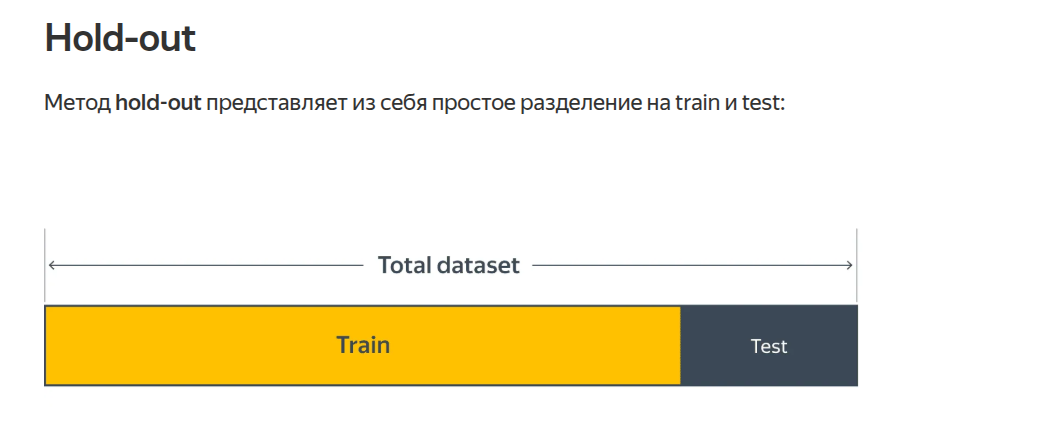 Hold-out
Метод hold-out представляет из себя простое разделение на train и test:
Total dataset
Train
Test